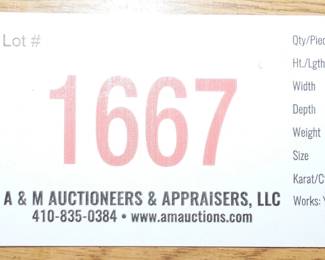 Lot #
1667
A & M AUCTIONEERS & APPRAISERS, LLC
410-835-0384 • www.amauctions.com
Qty/Pie
Ht./Lgth
Width
Depth
Weight
Size
Karat/C
Works: